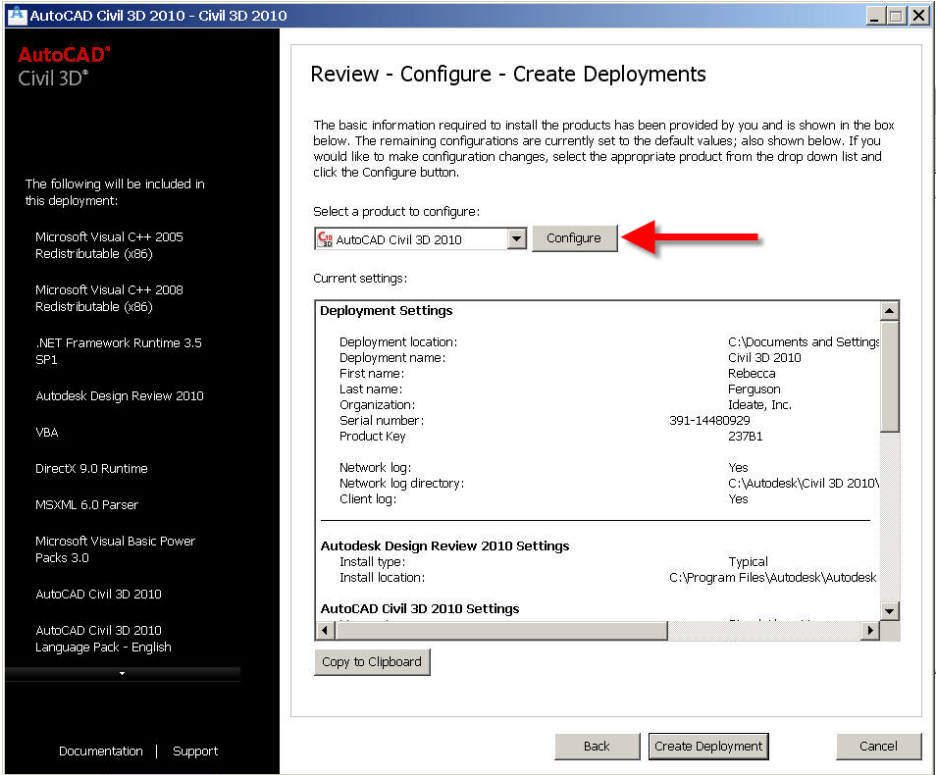 AutoCAD Civil 3D 2010 - Civil 3D 2010
AutoCAD®
Civil 3D®
The following will be included in
this deployment:
Microsoft Visual C++ 2005
Redistributable (x86)
Microsoft Visual C++ 2008
Redistributable (x86)
.NET Framework Runtime 3.5
SP1
Autodesk Design Review 2010
VBA
DirectX 9.0 Runtime
MSXML 6.0 Parser
Microsoft Visual Basic Power
Packs 3.0
AutoCAD Civil 3D 2010
AutoCAD Civil 3D 2010
Language Pack - English
Documentation | Support
Review - Configure - Create Deployments
The basic information required to install the products has been provided by you and is shown in the box
below. The remaining configurations are currently set to the default values; also shown below. If you
would like to make configuration changes, select the appropriate product from the drop down list and
click the Configure button.
Select a product to configure:
AutoCAD Civil 3D 2010 Configure
Current settings:
Deployment Settings
Deployment location: C:\Documents and Settings
Deployment name: Civil 3D 2010
First name: Rebecca
Last name: Ferguson
Organization: Ideate, Inc.
Serial number: 391-14480929
Product Key 237B1
Network log: Yes
Network log directory: C:\Autodesk\Civil 3D 2010\
Client log: Yes
Autodesk Design Review 2010 Settings
Install type: Typical
Install location: C:\Program Files\Autodesk\Autodesk
AutoCAD Civil 3D 2010 Settings
Copy to Clipboard
Back Create Deployment Cancel